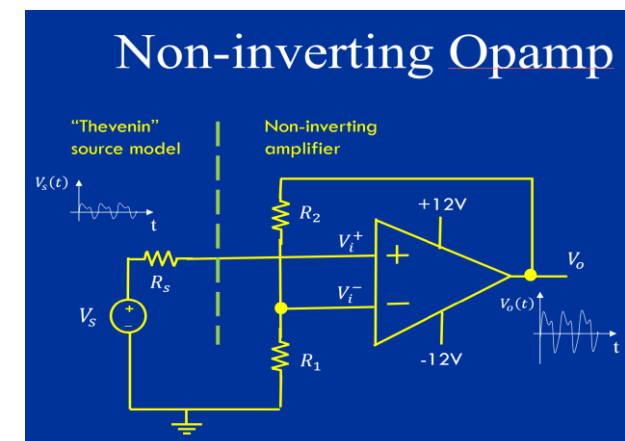 Non-inverting Opamp
“Thevenin”
source model
Non-inverting
amplifier
Vs(t)
t
Rs
Vs
+
−
R2
Vi+
+
Vi−
−
R1
+12V
-12V
Vo
Vo(t)
t